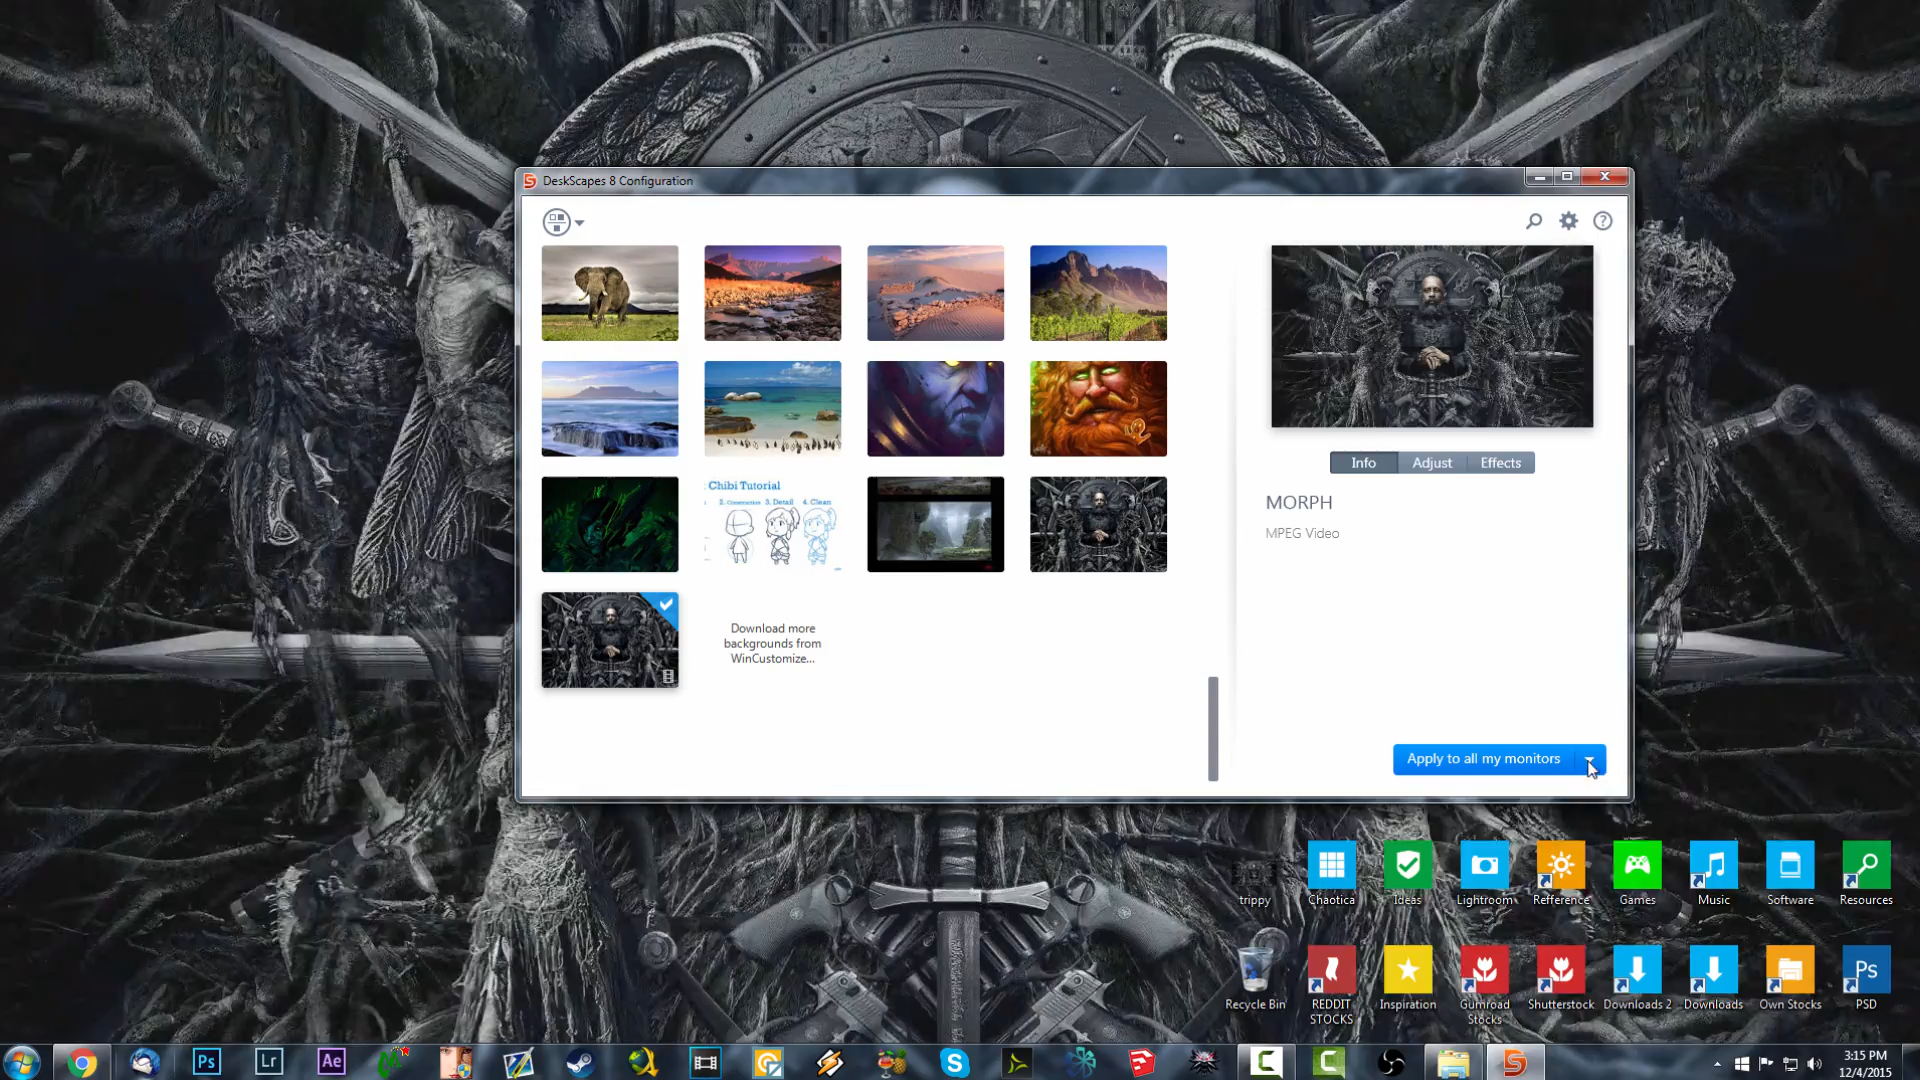 DeskScapes 8 Configuration
Chibi Tutorial
2. Construction 3. Detail 4. Clean
Download more
backgrounds from
WinCustomize...
Info
Adjust
Effects
MORPH
MPEG Video
Apply to all my monitors
trippy
Chaotica
Ideas
Lightroom
Refference
Games
Music
Software
Resources
Recycle Bin
REDDIT
STOCKS
Inspiration
Gumroad
Stocks
Shutterstock
Downloads 2
Downloads
Own Stocks
Ps
PSD
Ps
Lr
Ae
3:15 PM
12/4/2015